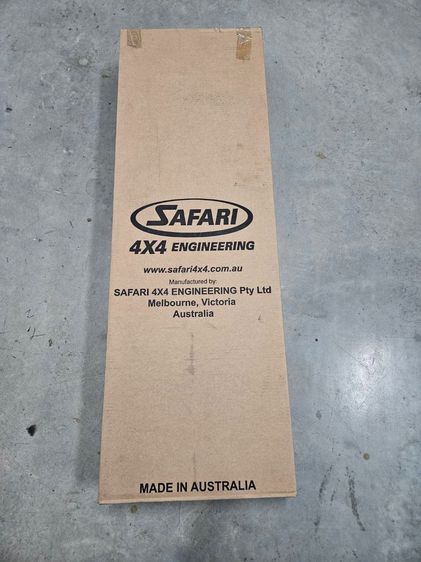 SAFARI
4X4 ENGINEERING
www.safari4x4.com.au
Manufactured by:
SAFARI 4X4 ENGINEERING Pty Ltd
Melbourne, Victoria
Australia
MADE IN AUSTRALIA